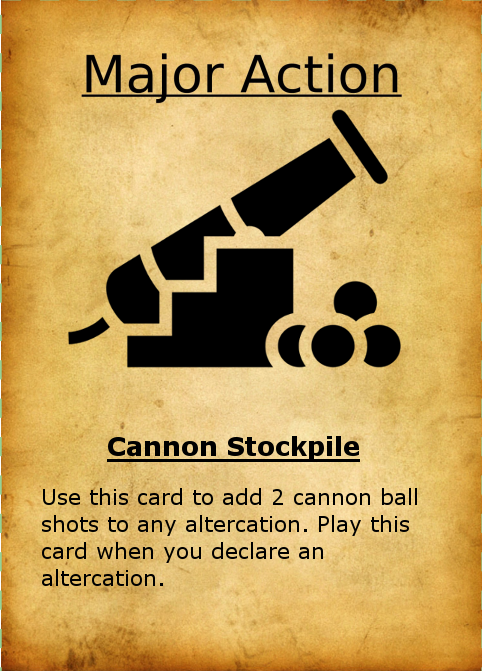 Major Action
Cannon Stockpile
Use this card to add 2 cannon ball
shots to any altercation. Play this
card when you declare an
altercation.